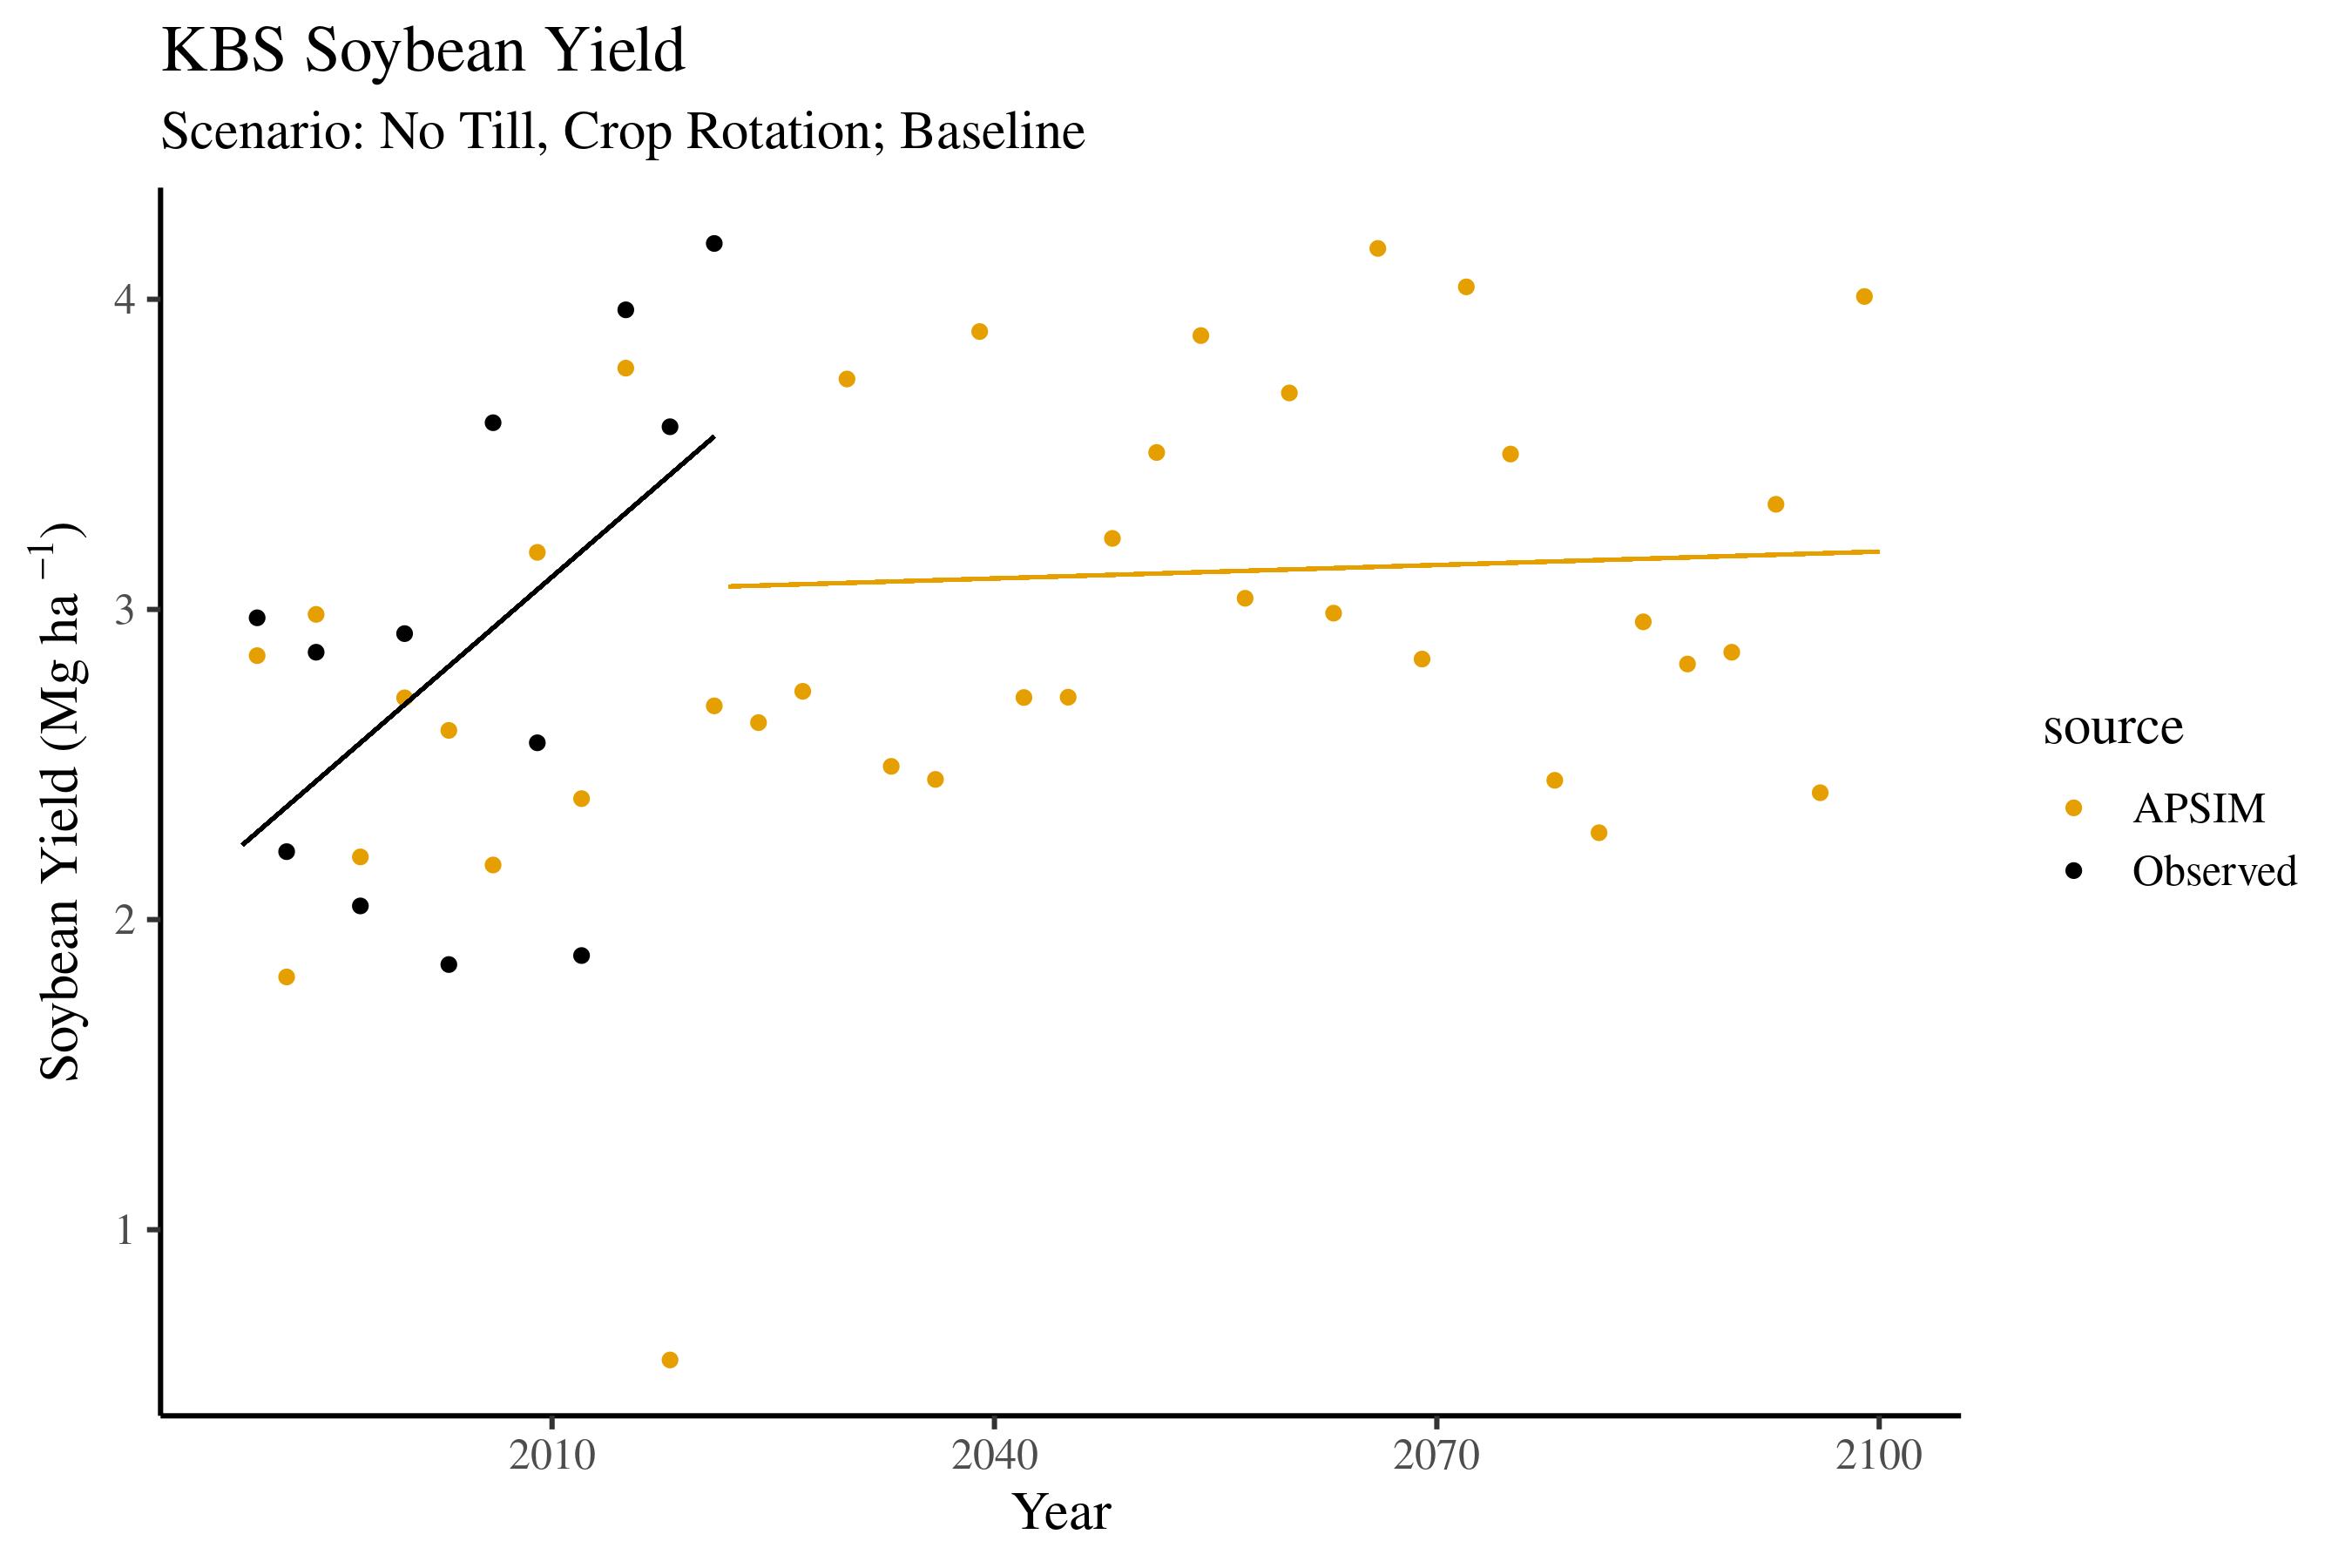 KBS Soybean Yield
Scenario: No Till, Crop Rotation; Baseline
Soybean Yield (Mg ha −1)
4
3
2
1
2010
2040
2070
2100
Year
source
APSIM
Observed